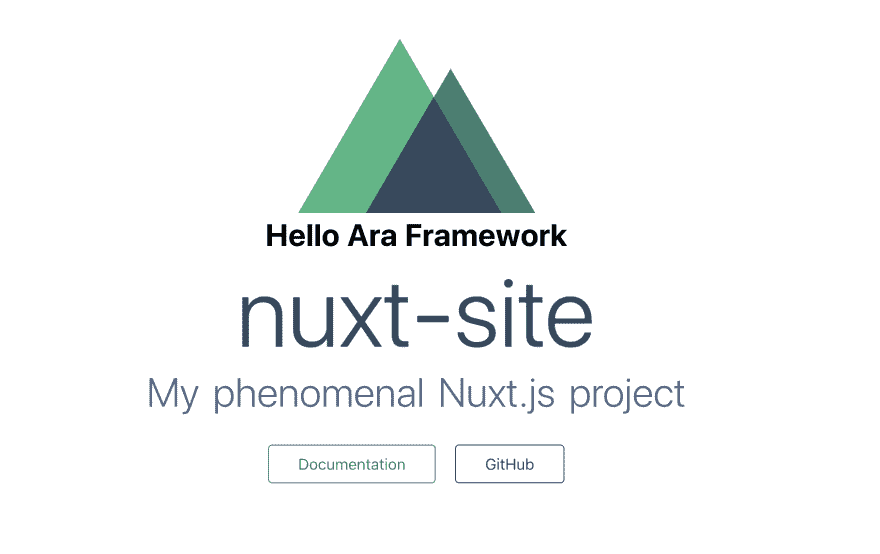 Hello Ara Framework
nuxt-site
My phenomenal Nuxt.js project
Documentation GitHub